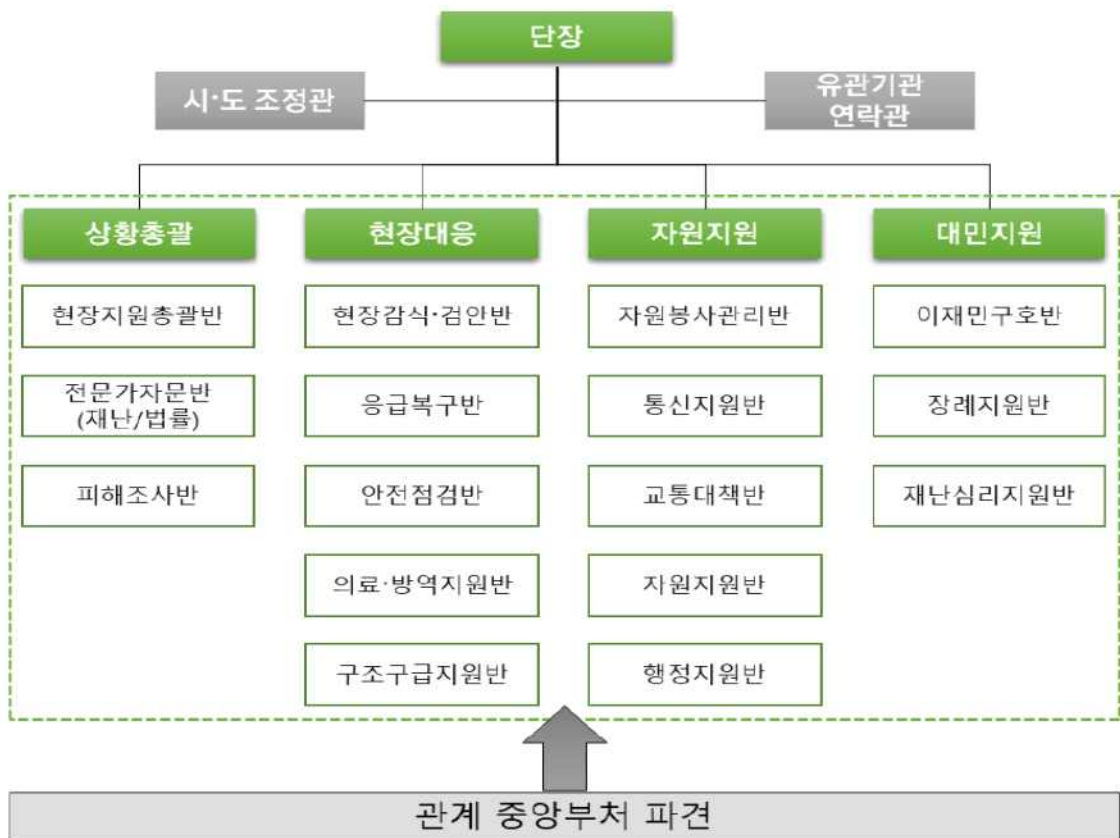 단장
시·도 조정관
유관기관
연락관
상황총괄
현장대응
자원지원
대민지원
현장지원총괄반
현장감식·검안반
자원봉사관리반
이재민구호반
전문가자문반
(재난/법률)
응급복구반
통신지원반
장례지원반
피해조사반
안전점검반
교통대책반
재난심리지원반
의료·방역지원반
자원지원반
구조구급지원반
행정지원반
관계 중앙부처 파견